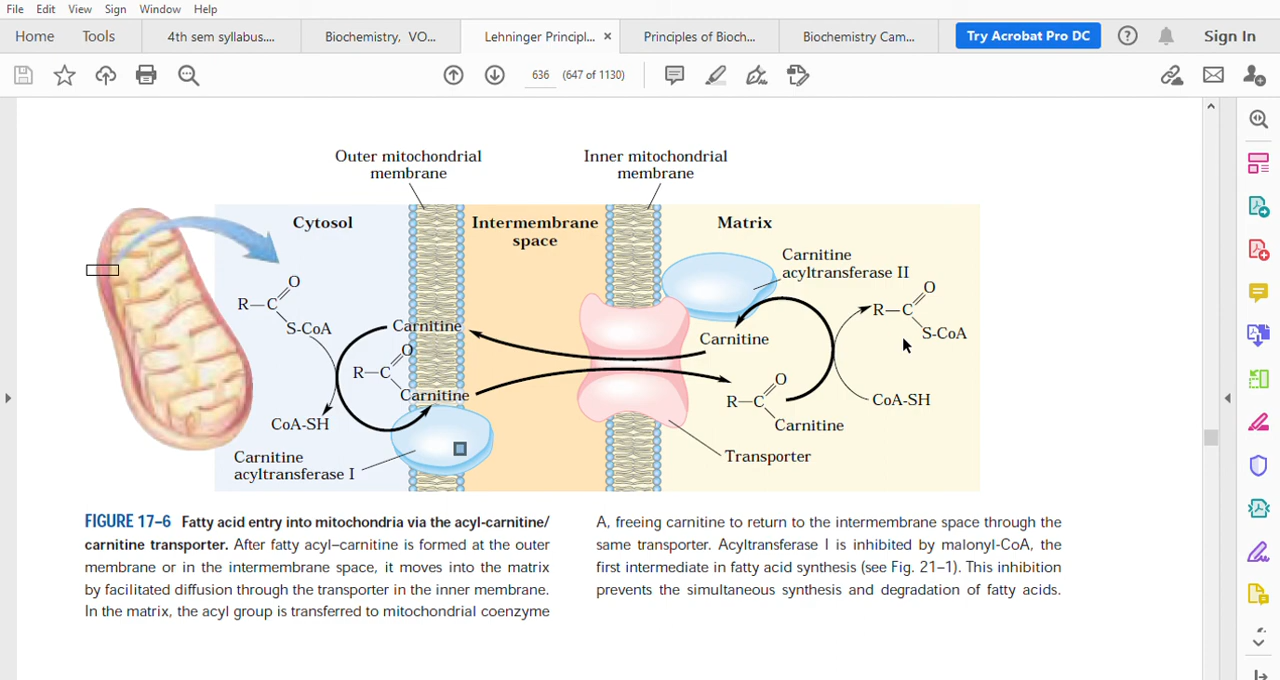 File Edit View Sign Window Help
Home Tools 4th sem syllabus.... Biochemistry, VO... Lehninger Principl... × Principles of Bioch... Biochemistry Cam... Try Acrobat Pro DC ? Sign In
636 (647 of 1130)
Outer mitochondrial
membrane
Inner mitochondrial
membrane
Cytosol
Intermembrane
space
Matrix
Carnitine
acyltransferase II
O
R—C
S-CoA
Carnitine
O
R—C
Carnitine
CoA-SH
Carnitine
acyltransferase I
Carnitine
O
R—C
Carnitine
O
R—C
S-CoA
CoA-SH
Transporter
FIGURE 17–6 Fatty acid entry into mitochondria via the acyl-carnitine/
carnitine transporter. After fatty acyl–carnitine is formed at the outer
membrane or in the intermembrane space, it moves into the matrix
by facilitated diffusion through the transporter in the inner membrane.
In the matrix, the acyl group is transferred to mitochondrial coenzyme
A, freeing carnitine to return to the intermembrane space through the
same transporter. Acyltransferase I is inhibited by malonyl-CoA, the
first intermediate in fatty acid synthesis (see Fig. 21–1). This inhibition
prevents the simultaneous synthesis and degradation of fatty acids.